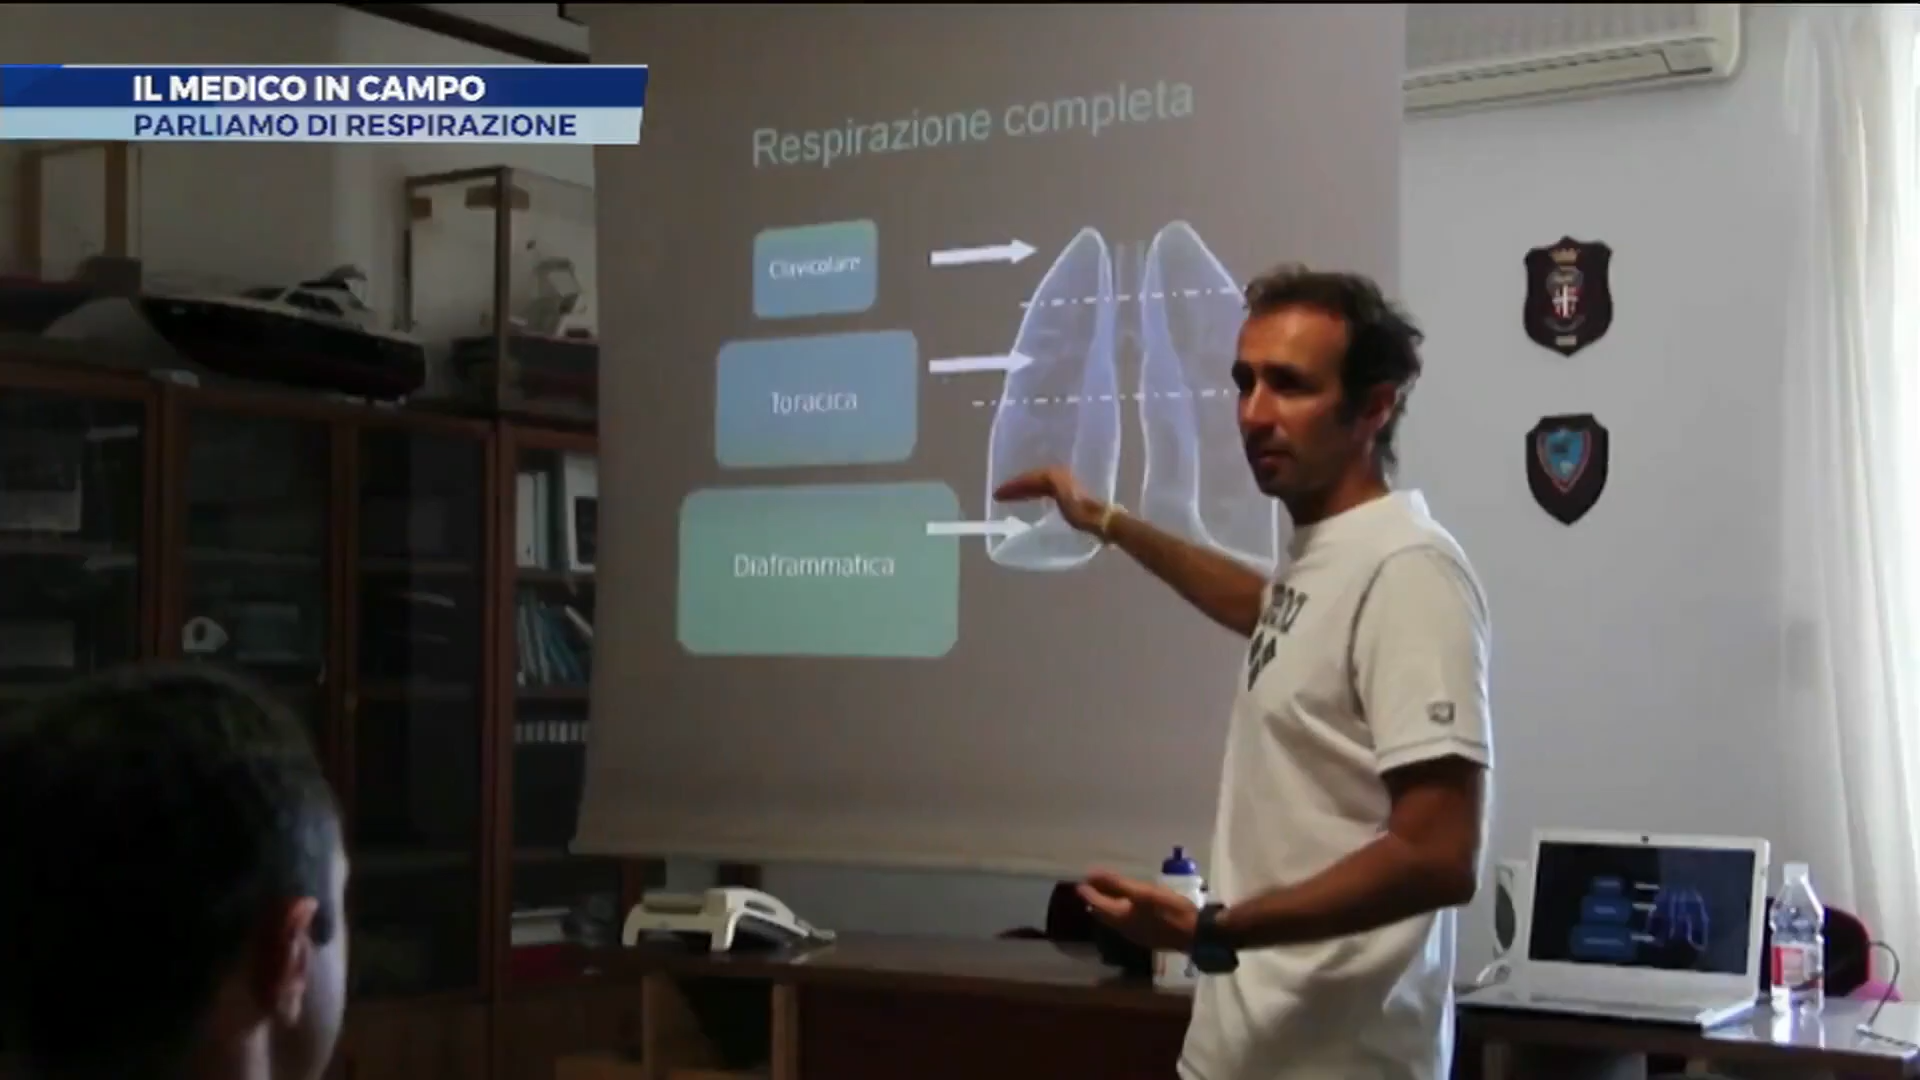 IL MEDICO IN CAMPO
PARLIAMO DI RESPIRAZIONE
Respirazione completa
Clavicolare
Toracica
Diaframmatica